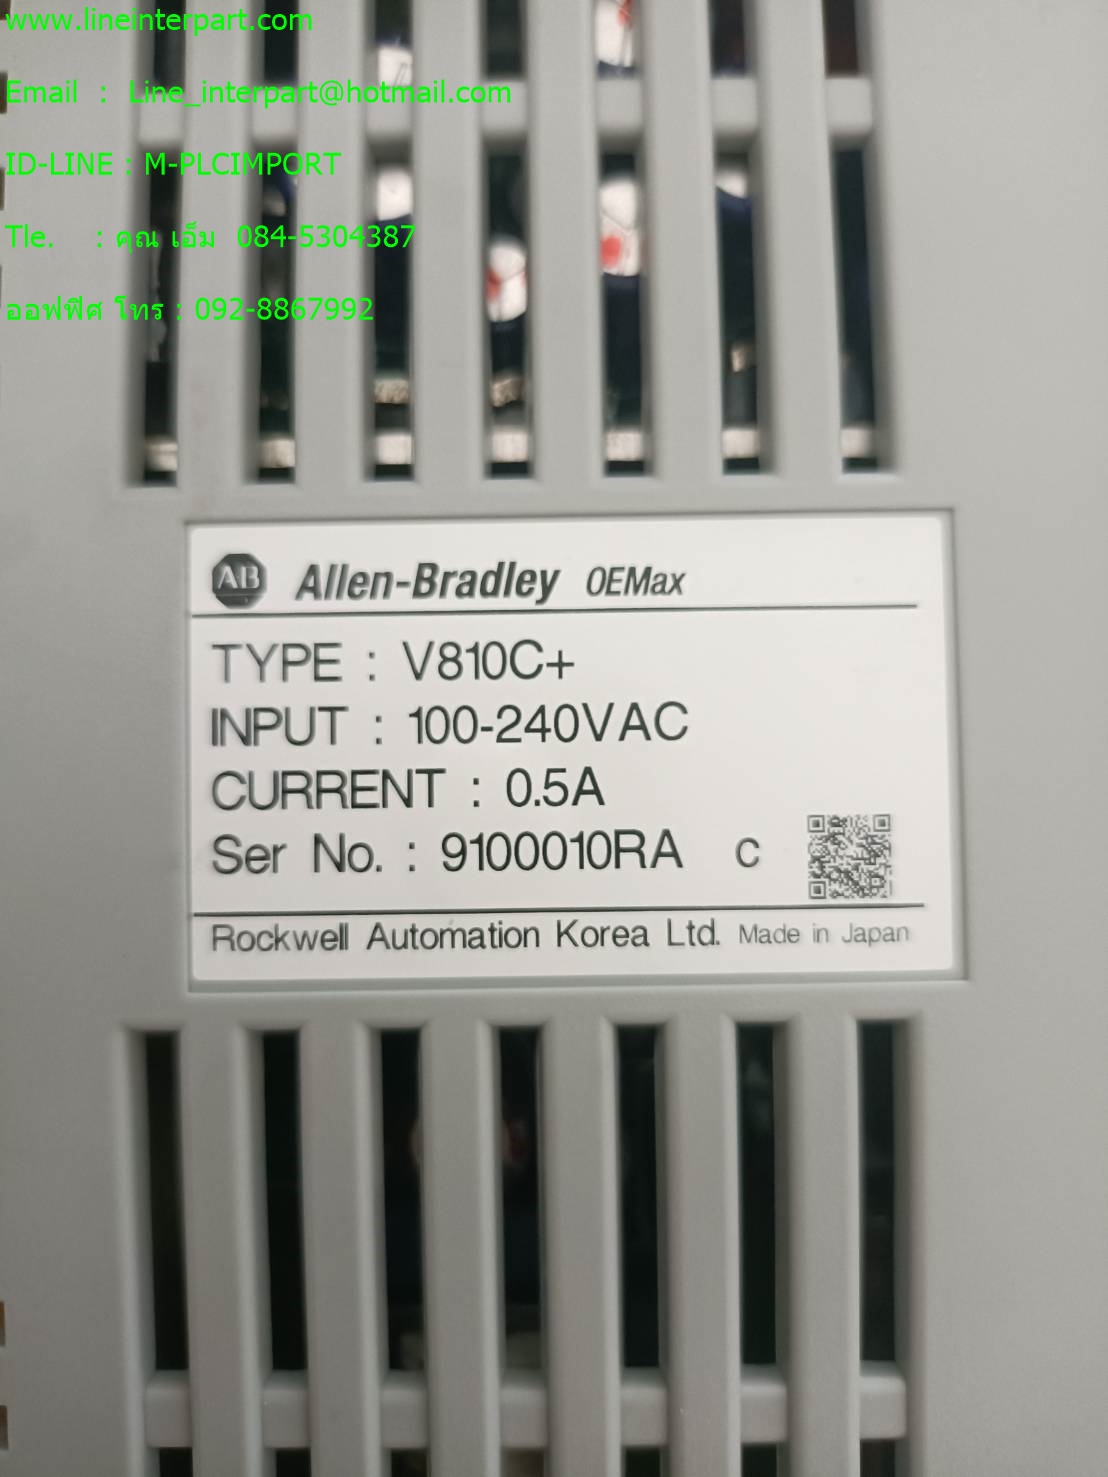 www.lineinterpart.com
Email : Line_interpart@hotmail.com
ID-LINE : M-PLCIMPORT
Tle. : คุณ เอ็ม 084-5304387
ออฟฟิศ โทร : 092-8867992
AB Allen-Bradley OEMax
TYPE : V810C+
INPUT : 100-240VAC
CURRENT : 0.5A
Ser No. : 9100010RA C
Rockwell Automation Korea Ltd. Made in Japan